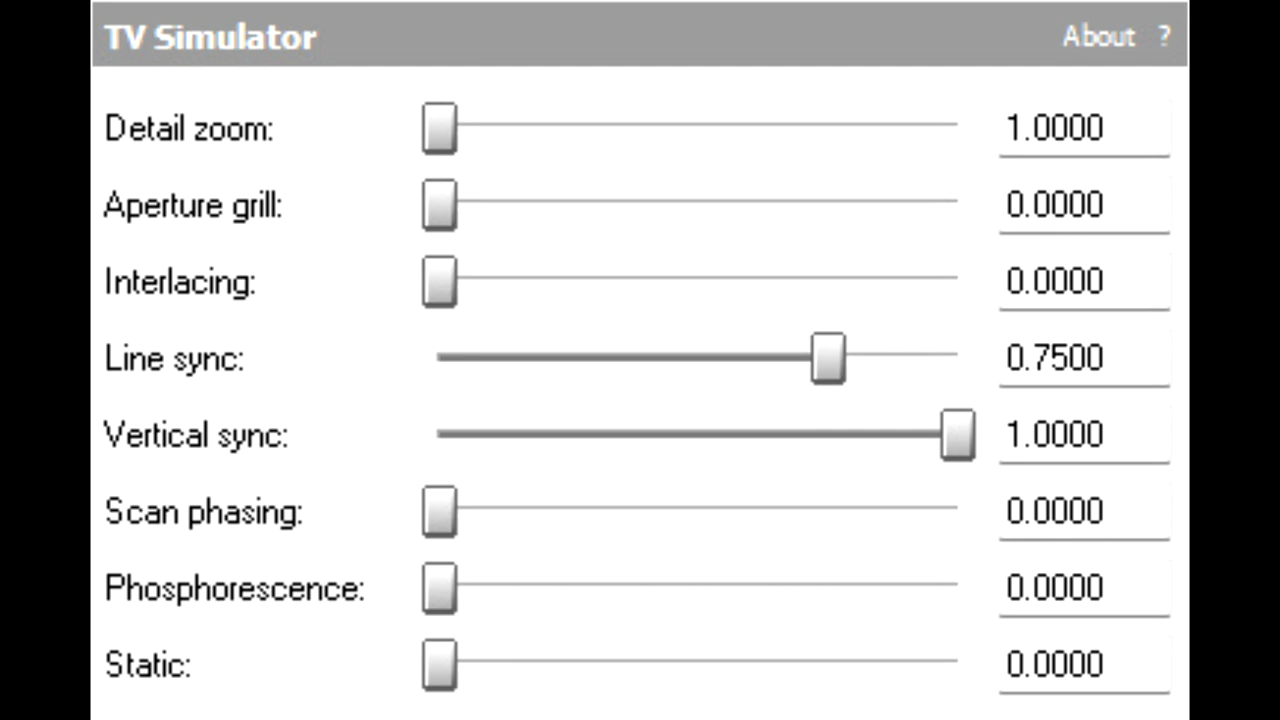 TV Simulator About ?
Detail zoom: 1.0000
Aperture grill: 0.0000
Interlacing: 0.0000
Line sync: 0.7500
Vertical sync: 1.0000
Scan phasing: 0.0000
Phosphorescence: 0.0000
Static: 0.0000